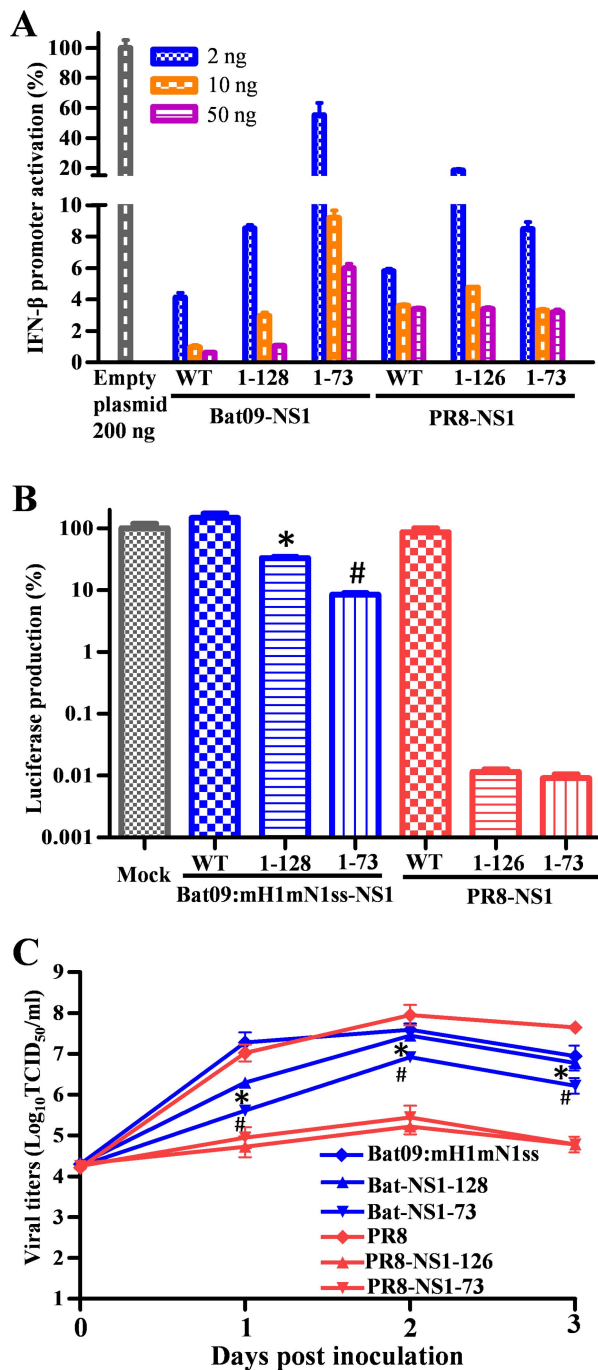 A
IFN-β promoter activation (%)
100
80
60
40
20
10
8
6
4
2
0
2 ng
10 ng
50 ng
Empty plasmid 200 ng
WT 1-128 1-73 WT 1-126 1-73
Bat09-NS1 PR8-NS1
B
Luciferase production (%)
100
10
1
0.1
0.01
0.001
* #
Mock WT 1-128 1-73 WT 1-126 1-73
Bat09:mH1mN1ss-NS1 PR8-NS1
C
Viral titers (Log10TCID50/ml)
9
8
7
6
5
4
3
2
1
* # * # * #
Bat09:mH1mN1ss
Bat-NS1-128
Bat-NS1-73
PR8
PR8-NS1-126
PR8-NS1-73
0 1 2 3
Days post inoculation